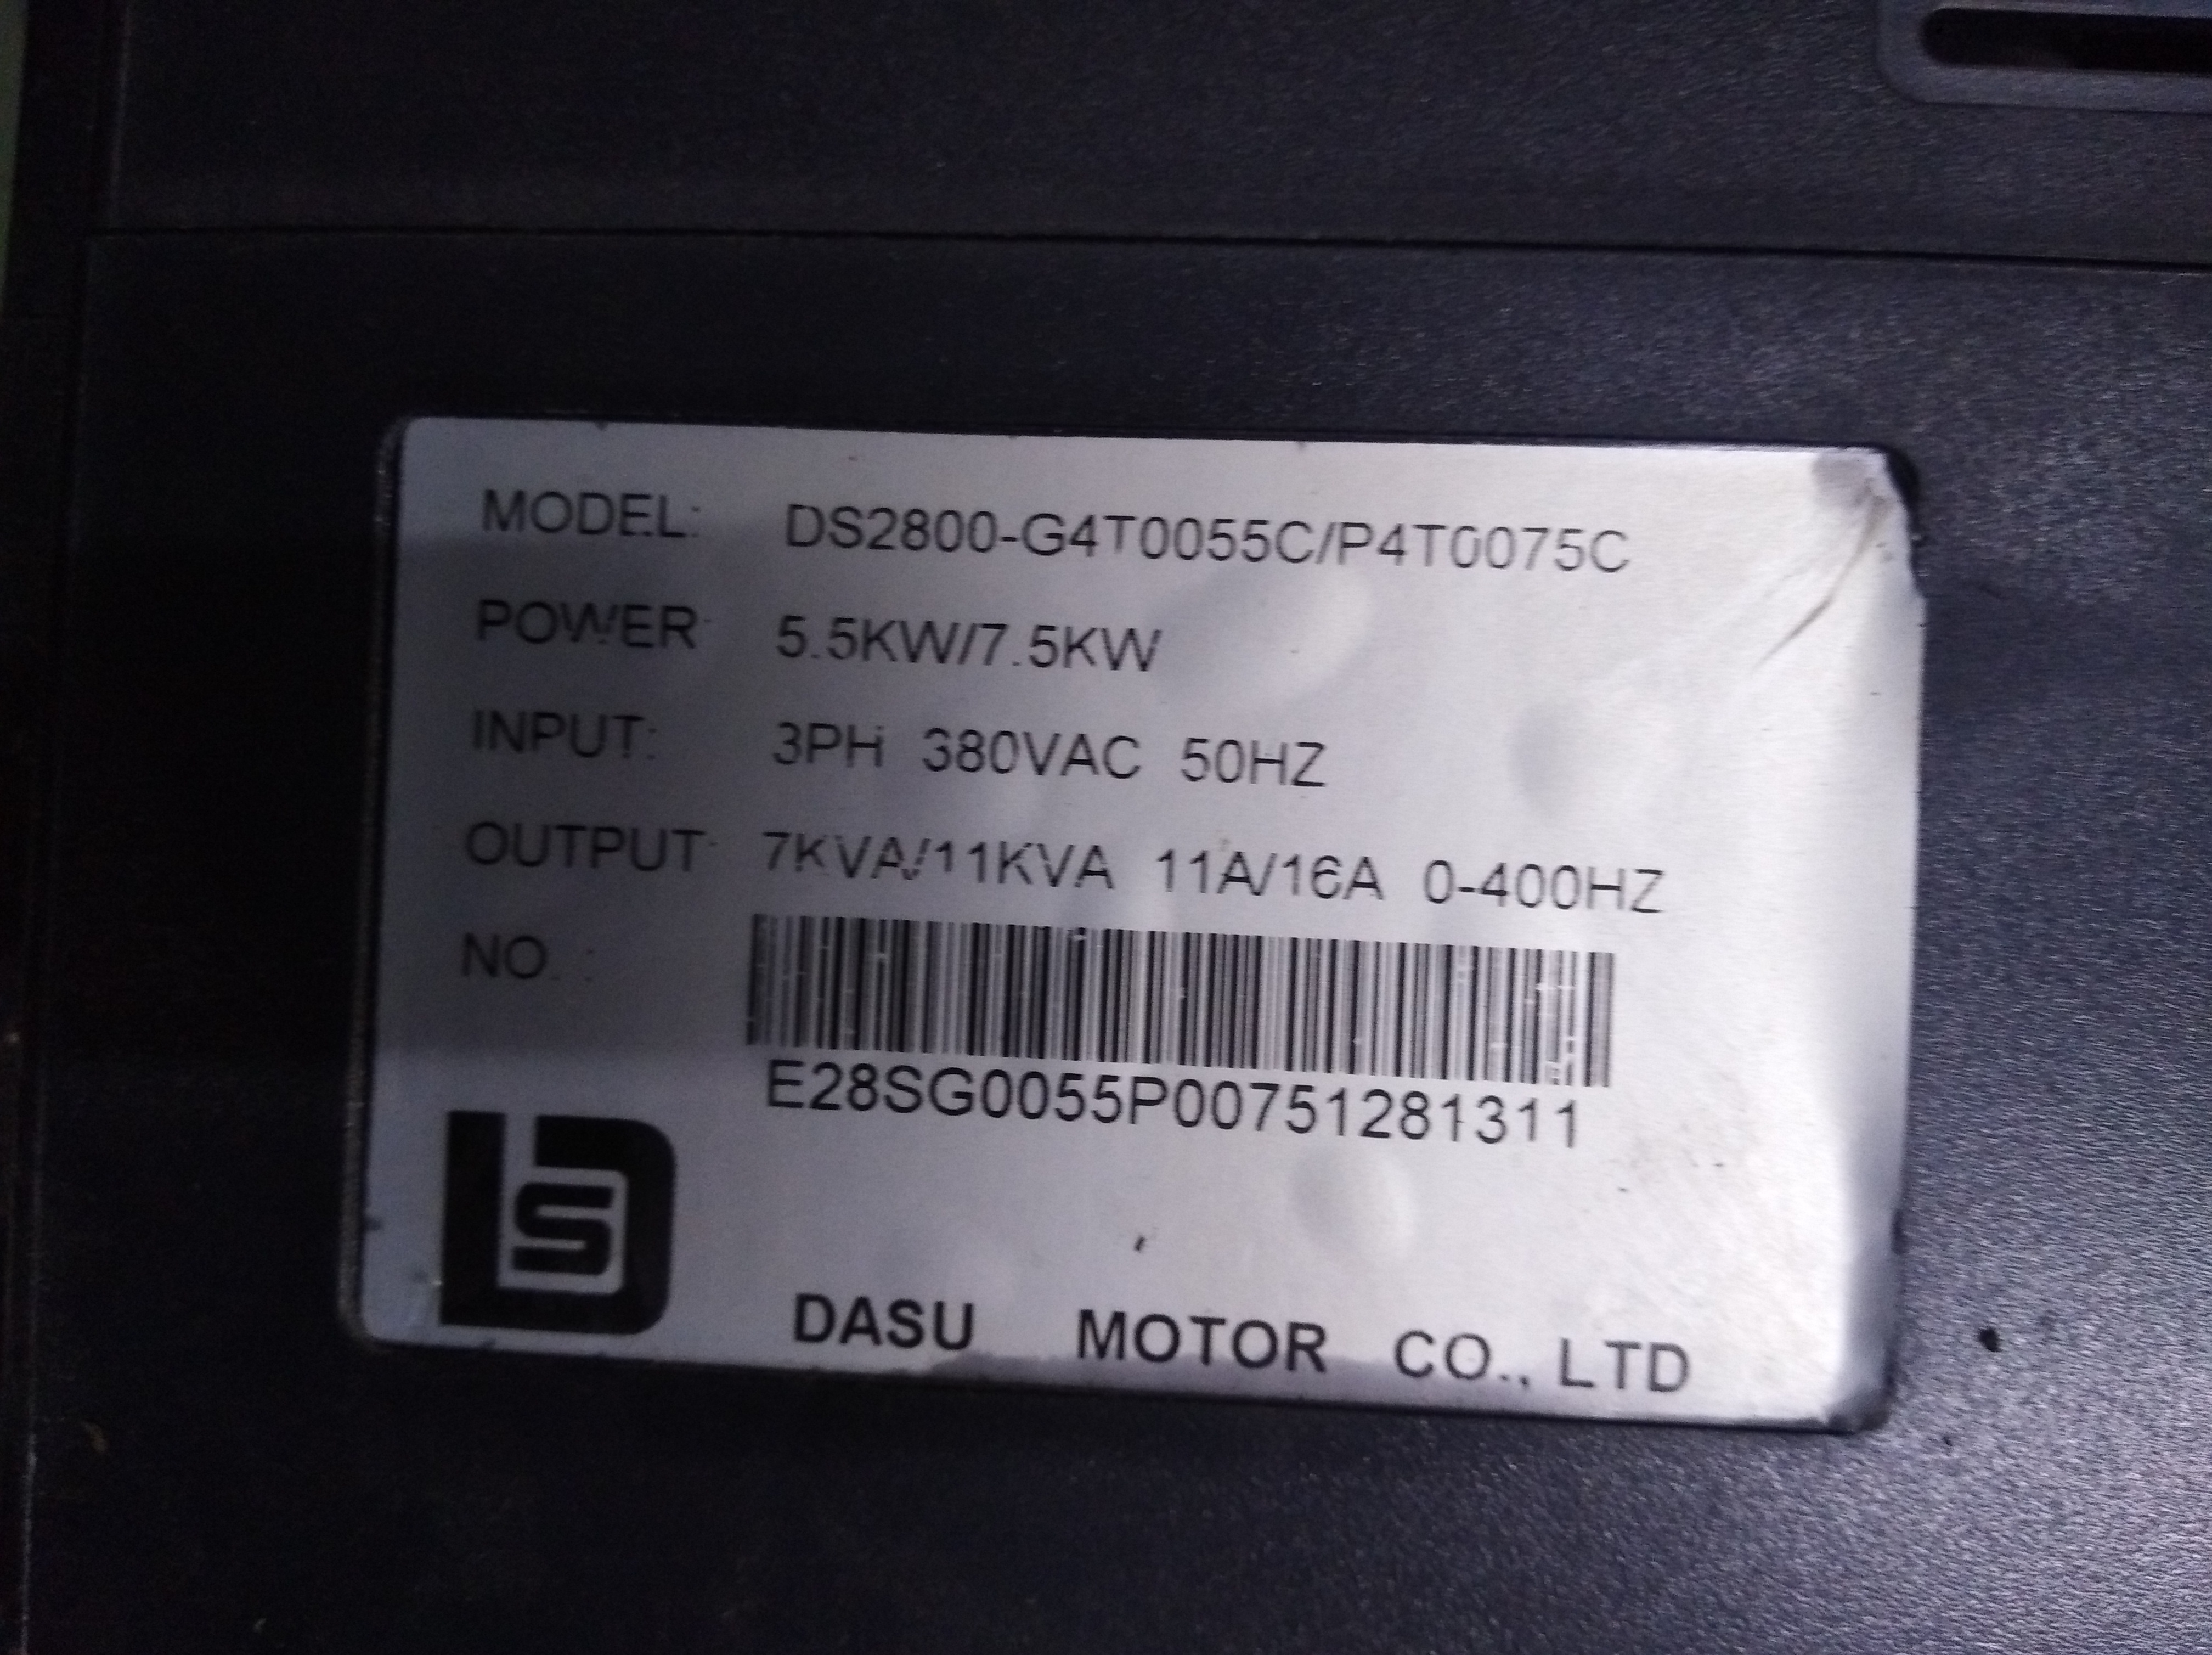 MODEL: DS2800-G4T0055C/P4T0075C
POWER: 5.5KW/7.5KW
INPUT: 3PH 380VAC 50HZ
OUTPUT: 7KVA/11KVA 11A/16A 0-400HZ
NO.:
E28SG0055P00751281311
DS
DASU MOTOR CO., LTD